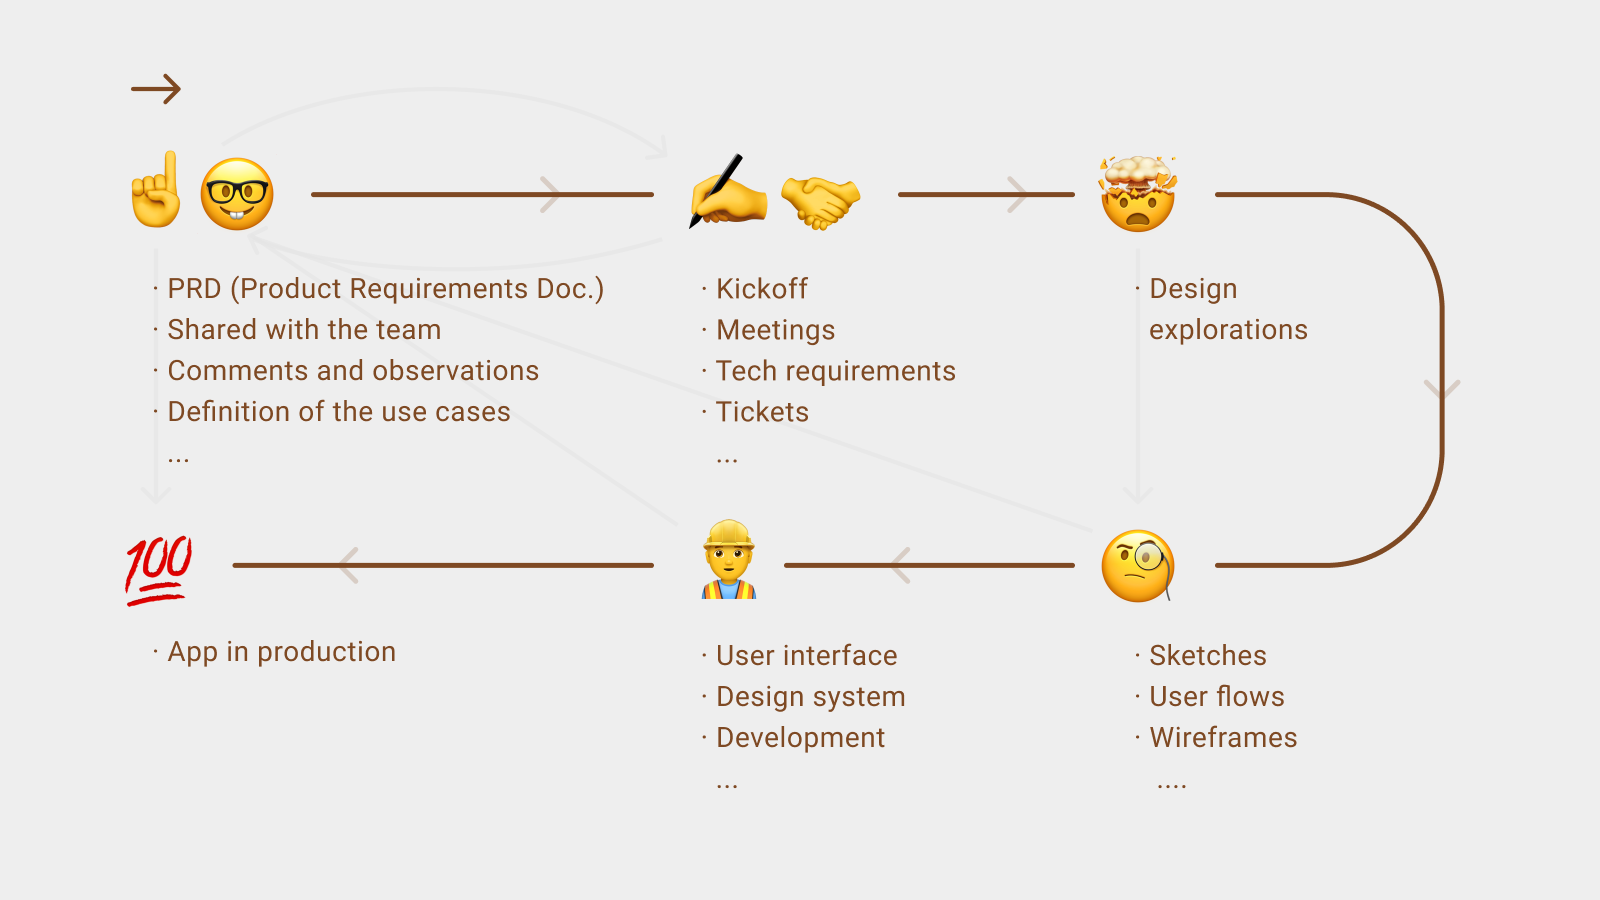 · PRD (Product Requirements Doc.)
· Shared with the team
· Comments and observations
· Definition of the use cases
...
· Kickoff
· Meetings
· Tech requirements
· Tickets
...
· Design
explorations
💯
· App in production
· User interface
· Design system
· Development
...
· Sketches
· User flows
· Wireframes
....